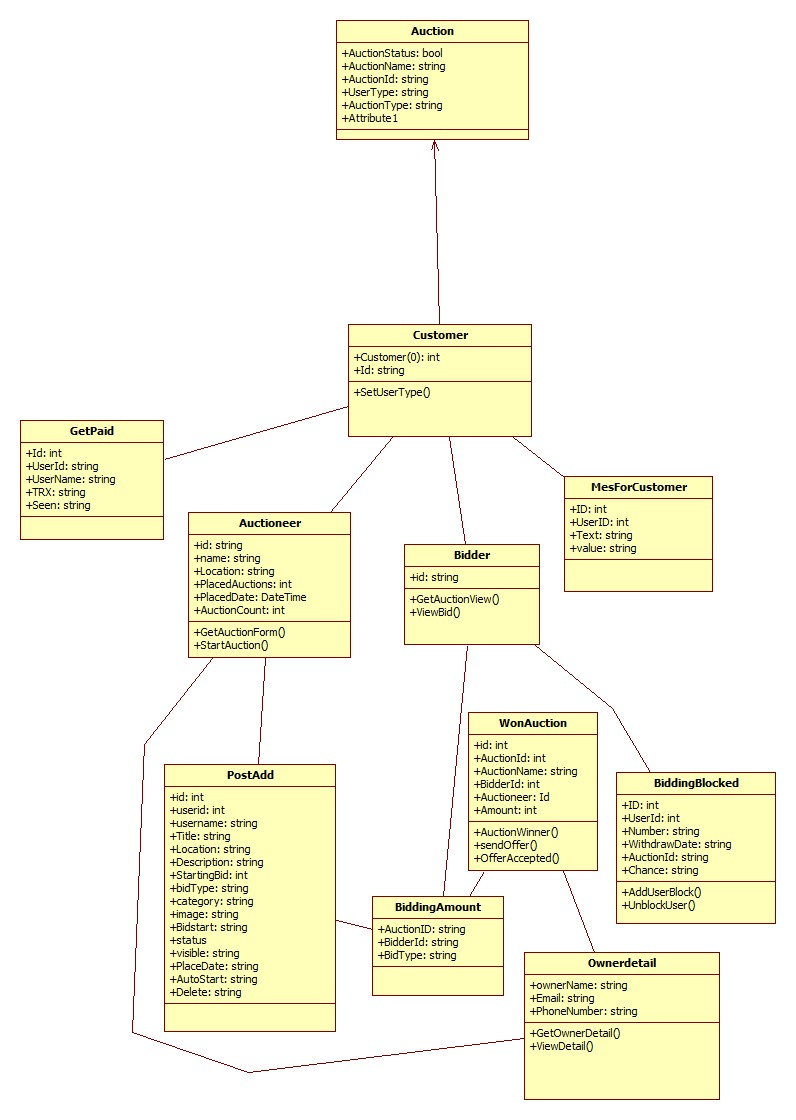 Auction
+AuctionStatus: bool
+AuctionName: string
+AuctionId: string
+UserType: string
+AuctionType: string
+Attribute1
Customer
+Customer(0): int
+Id: string
+SetUserType()
GetPaid
+Id: int
+UserId: string
+UserName: string
+TRX: string
+Seen: string
MesForCustomer
+ID: int
+UserID: int
+Text: string
+value: string
Auctioneer
+id: string
+name: string
+Location: string
+PlacedAuctions: int
+PlacedDate: DateTime
+AuctionCount: int
+GetAuctionForm()
+StartAuction()
Bidder
+id: string
+GetAuctionView()
+ViewBid()
WonAuction
+id: int
+AuctionId: int
+AuctionName: string
+BidderId: int
+Auctioneer: Id
+Amount: int
+AuctionWinner()
+sendOffer()
+OfferAccepted()
PostAdd
+id: int
+userid: int
+username: string
+Title: string
+Location: string
+Description: string
+StartingBid: int
+bidType: string
+category: string
+image: string
+Bidstart: string
+status
+visible: string
+PlaceDate: string
+AutoStart: string
+Delete: string
BiddingBlocked
+ID: int
+UserId: int
+Number: string
+WithdrawDate: string
+AuctionId: string
+Chance: string
+AddUserBlock()
+UnblockUser()
BiddingAmount
+AuctionID: string
+BidderId: string
+BidType: string
Ownerdetail
+ownerName: string
+Email: string
+PhoneNumber: string
+GetOwnerDetail()
+ViewDetail()